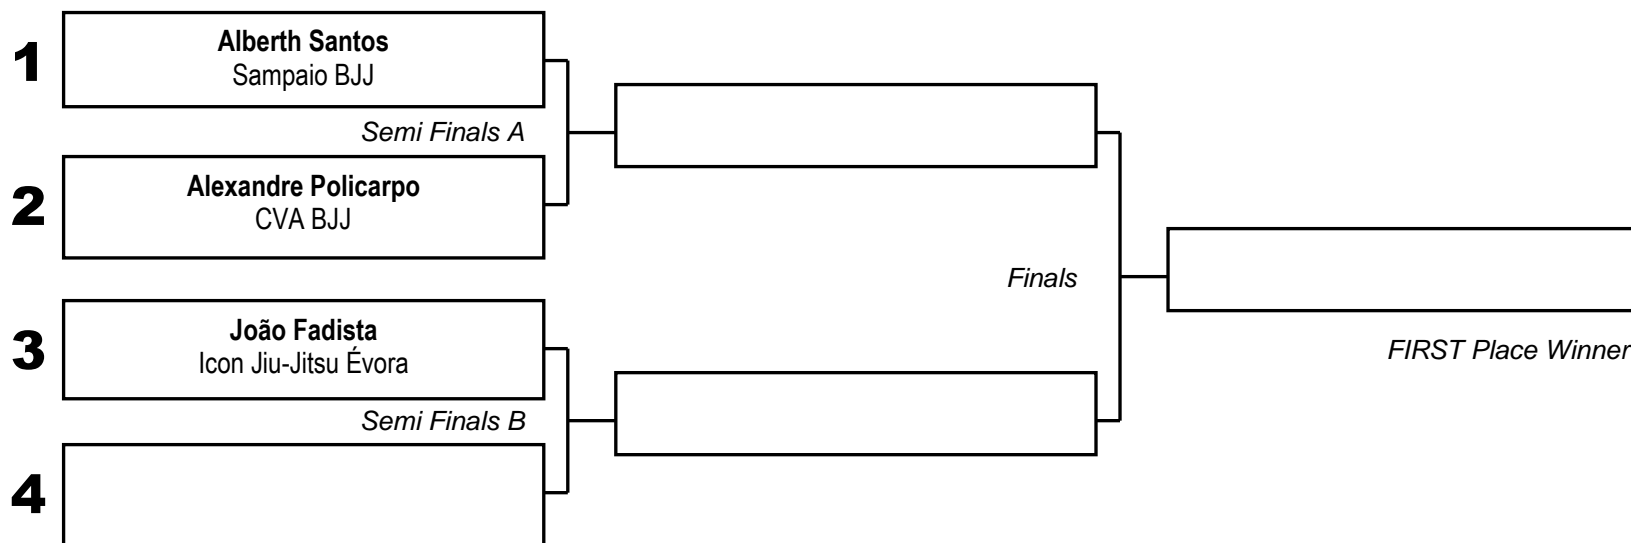 1
Alberth Santos
Sampaio BJJ
Semi Finals A
2
Alexandre Policarpo
CVA BJJ
Finals
3
João Fadista
Icon Jiu-Jitsu Évora
FIRST Place Winner
Semi Finals B
4